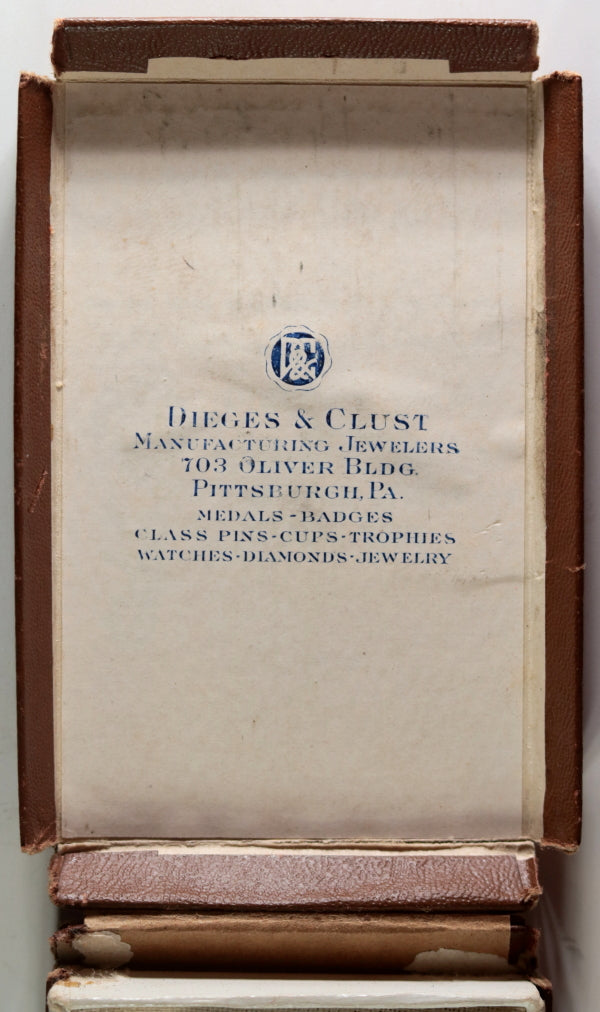 D&C
DIEGES & CLUST
MANUFACTURING JEWELERS
703 OLIVER BLDG.
PITTSBURGH, PA.
MEDALS-BADGES
CLASS PINS-CUPS-TROPHIES
WATCHES-DIAMONDS-JEWELRY